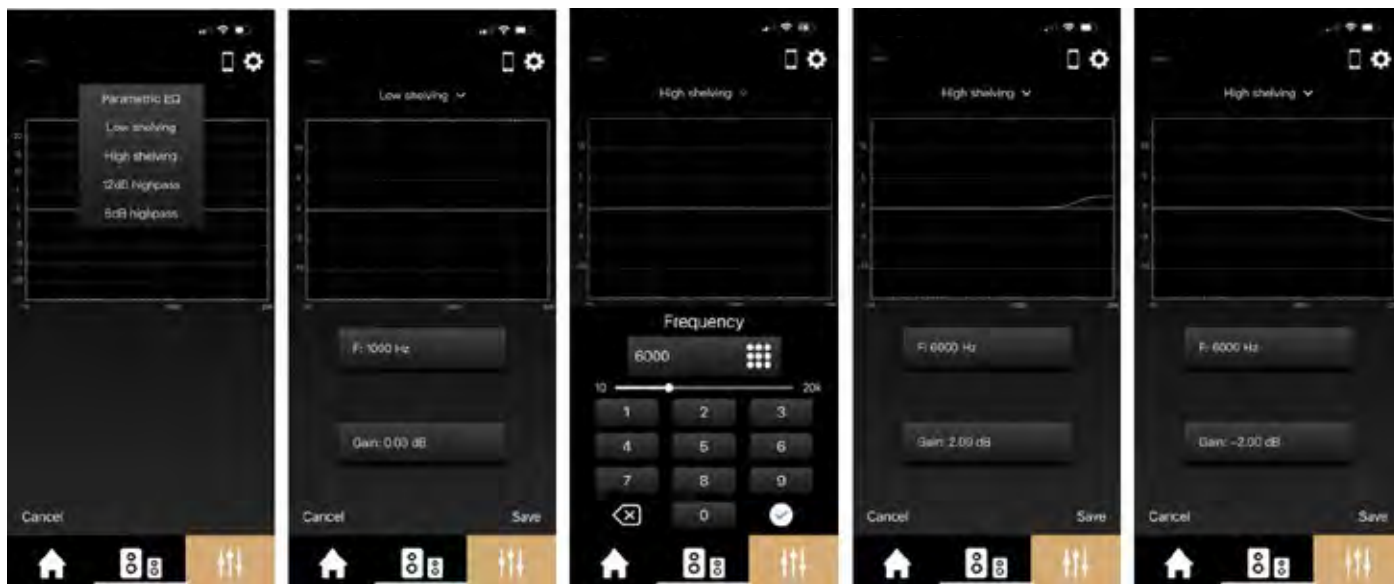 Parametric EQ
Low shelving
High shelving
12dB highpass
6dB highpass
Cancel
Low shelving
F: 1000 Hz
Gain: 0.00 dB
Cancel
Save
High shelving
Frequency
6000
10
20k
1 2 3
4 5 6
7 8 9
0
High shelving
F: 6000 Hz
Gain: 2.00 dB
Cancel
Save
High shelving
F: 6000 Hz
Gain: -2.00 dB
Cancel
Save